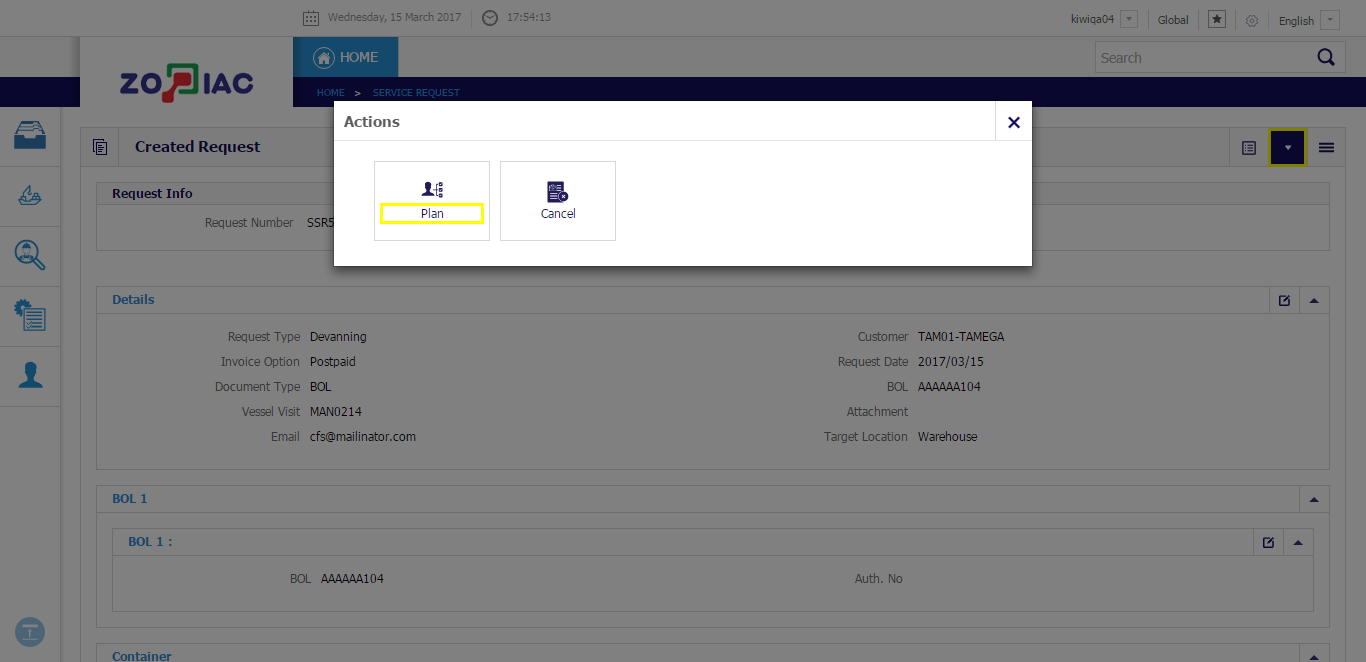 Wednesday, 15 March 2017 17:54:13 kiwiqa04 Global English
ZODIAC HOME Search
HOME > SERVICE REQUEST
Actions
Created Request
Plan Cancel
Request Info
Request Number SSR5
Details
Request Type Devanning Customer TAM01-TAMEGA
Invoice Option Postpaid Request Date 2017/03/15
Document Type BOL BOL AAAAAA104
Vessel Visit MAN0214 Attachment
Email cfs@mailinator.com Target Location Warehouse
BOL 1
BOL 1 :
BOL AAAAAA104 Auth. No
Container